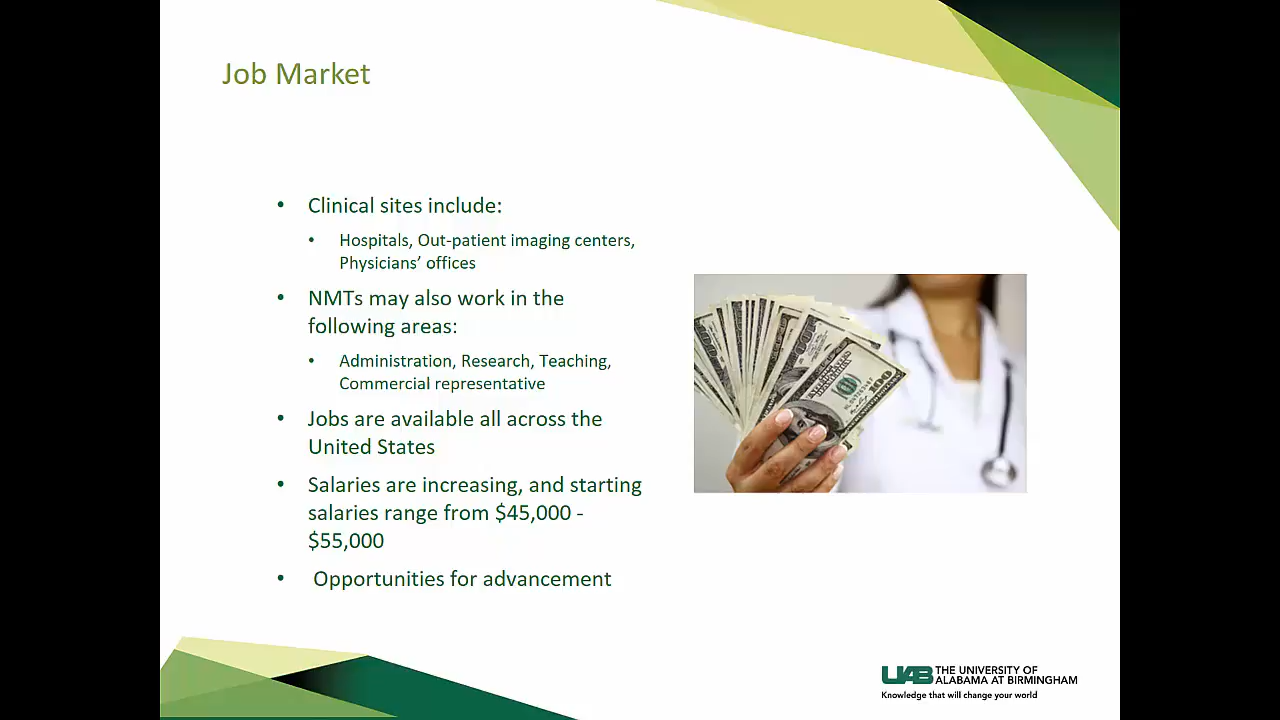 Job Market
• Clinical sites include:
• Hospitals, Out-patient imaging centers,
Physicians’ offices
• NMTs may also work in the
following areas:
• Administration, Research, Teaching,
Commercial representative
• Jobs are available all across the
United States
• Salaries are increasing, and starting
salaries range from $45,000 -
$55,000
• Opportunities for advancement
100
UAB THE UNIVERSITY OF
ALABAMA AT BIRMINGHAM
Knowledge that will change your world